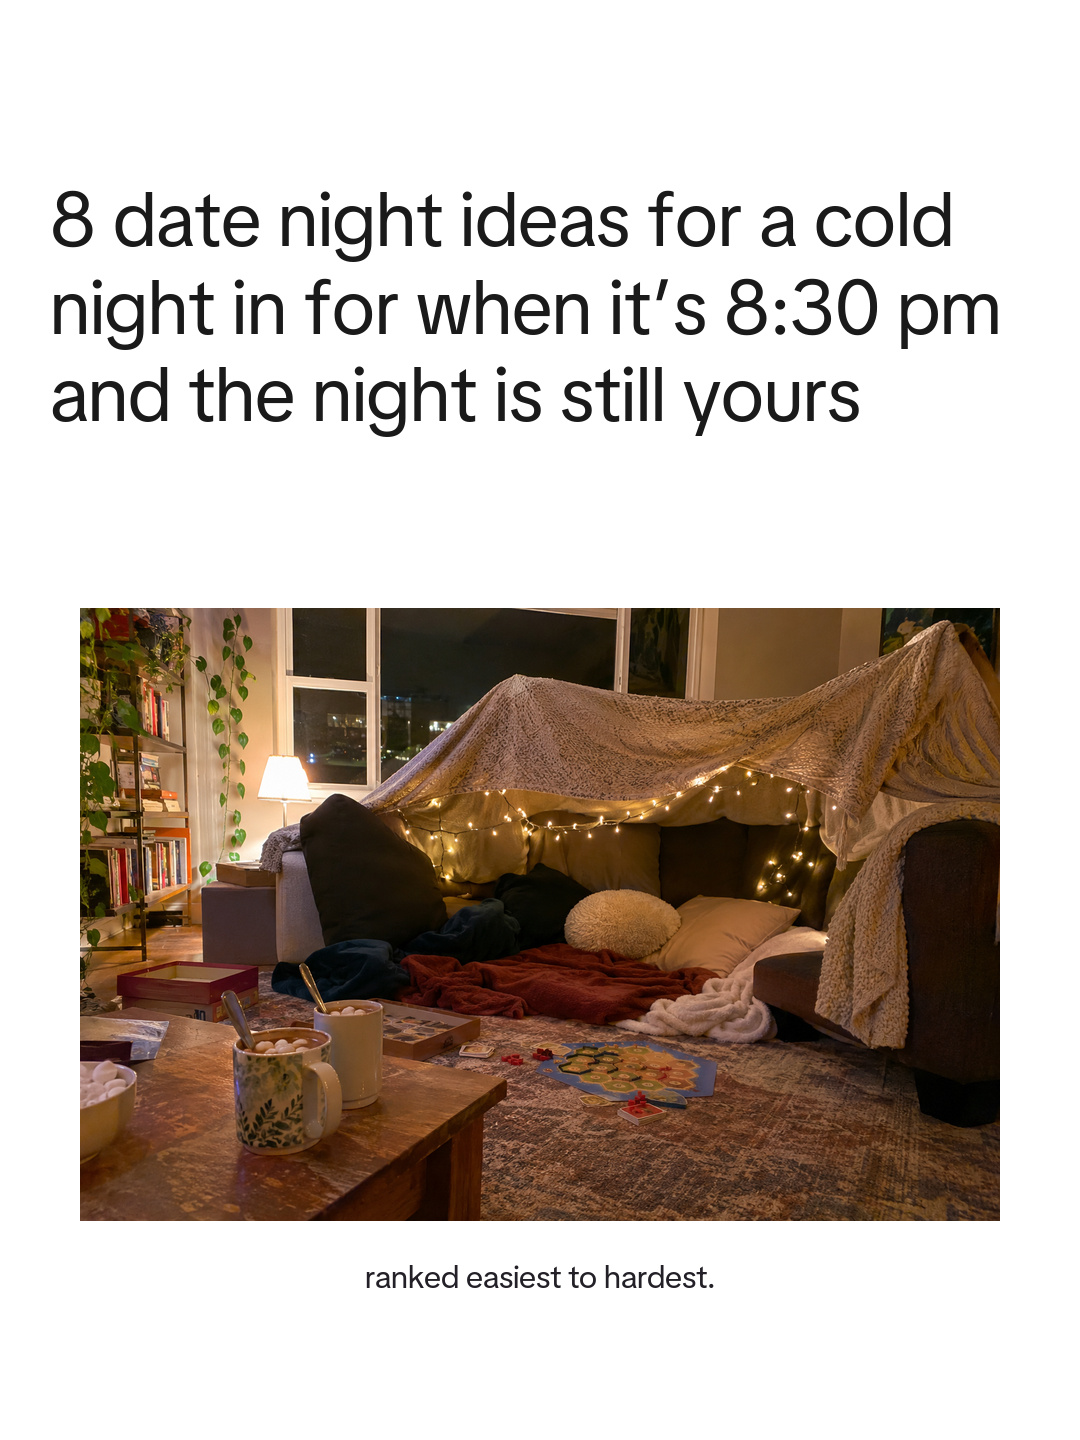 8 date night ideas for a cold
night in for when it’s 8:30 pm
and the night is still yours
ranked easiest to hardest.